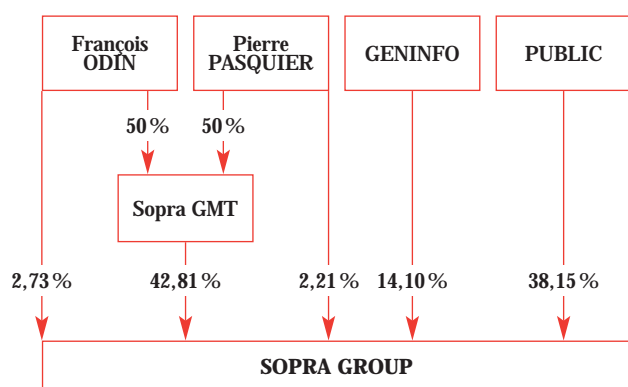 François
ODIN
Pierre
PASQUIER
GENINFO
PUBLIC
50 %
50 %
Sopra GMT
2,73 %
42,81 %
2,21 %
14,10 %
38,15 %
SOPRA GROUP